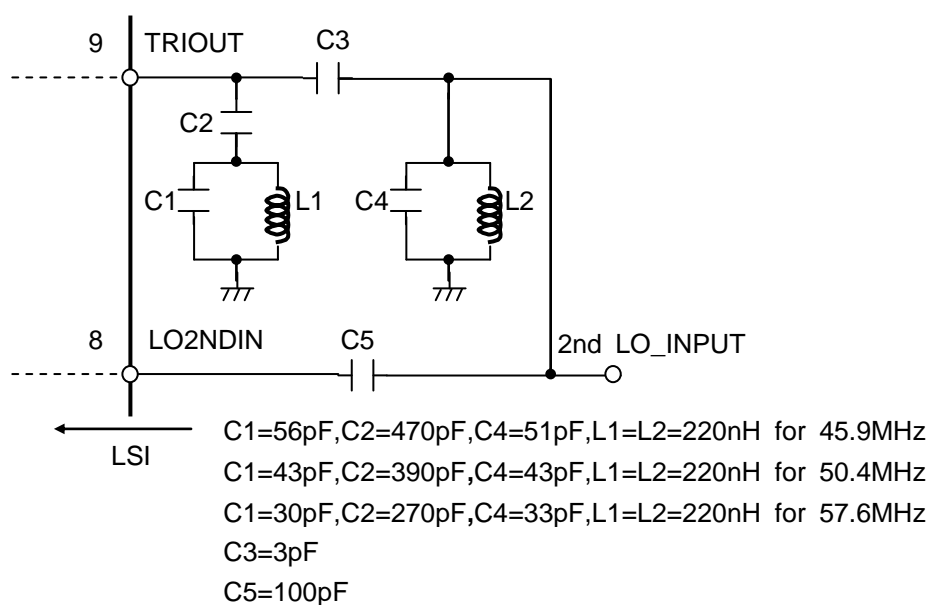 9 TRIOUT C3
C2
C1 L1 C4 L2
8 LO2NDIN C5 2nd LO_INPUT
LSI
C1=56pF,C2=470pF,C4=51pF,L1=L2=220nH for 45.9MHz
C1=43pF,C2=390pF,C4=43pF,L1=L2=220nH for 50.4MHz
C1=30pF,C2=270pF,C4=33pF,L1=L2=220nH for 57.6MHz
C3=3pF
C5=100pF